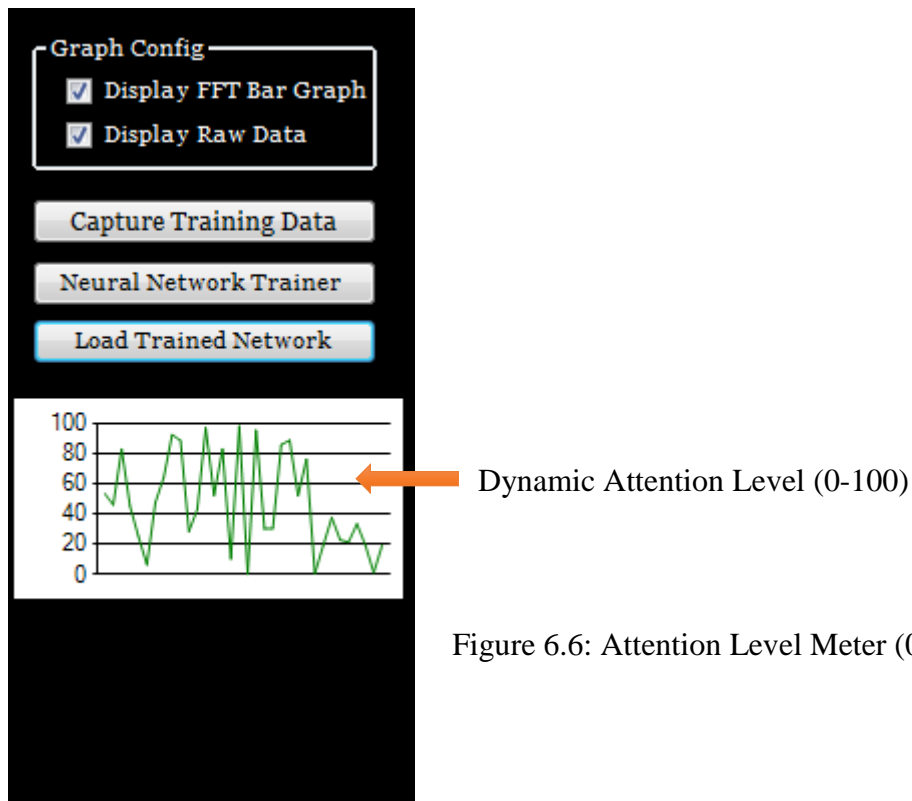 Graph Config
Display FFT Bar Graph
Display Raw Data
Capture Training Data
Neural Network Trainer
Load Trained Network
100
80
60
40
20
0
Dynamic Attention Level (0-100)
Figure 6.6: Attention Level Meter (0